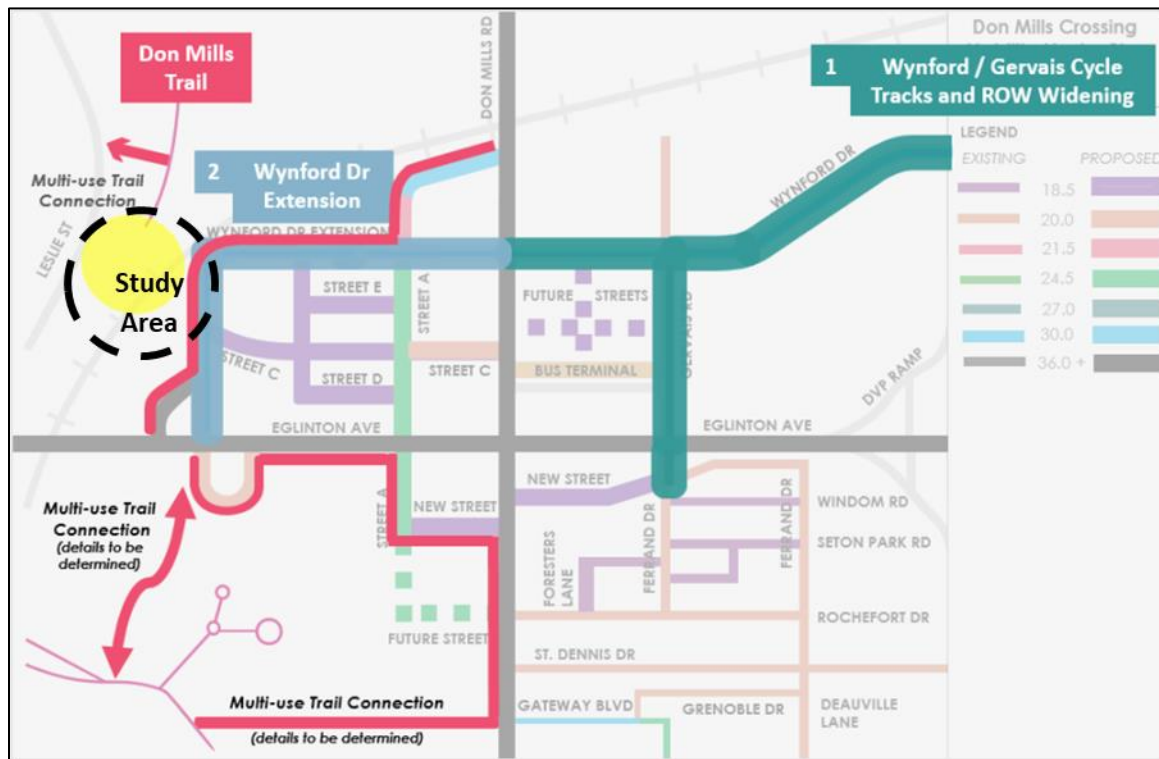 Don Mills Crossing
Don Mills
Trail
DON MILLS RD
1 Wynford / Gervais Cycle
Tracks and ROW Widening
LEGEND
EXISTING PROPOSED
18.5
20.0
21.5
24.5
27.0
30.0
36.0 +
Multi-use Trail
Connection
LESLIE ST
2 Wynford Dr
Extension
WYNFORD DR EXTENSION
WYNFORD DR
Study
Area
STREET E
STREET A
FUTURE STREETS
GERVAIS RD
STREET C
STREET D
STREET C
BUS TERMINAL
DVP RAMP
EGLINTON AVE
EGLINTON AVE
Multi-use Trail
Connection
(details to be
determined)
STREET A
NEW STREET
NEW STREET
FERRAND DR
FERRAND DR
WINDOM RD
SETON PARK RD
FORESTERS
LANE
ROCHEFORT DR
FUTURE STREET
ST. DENNIS DR
Multi-use Trail Connection
(details to be determined)
GATEWAY BLVD
GRENOBLE DR
DEAUVILLE
LANE